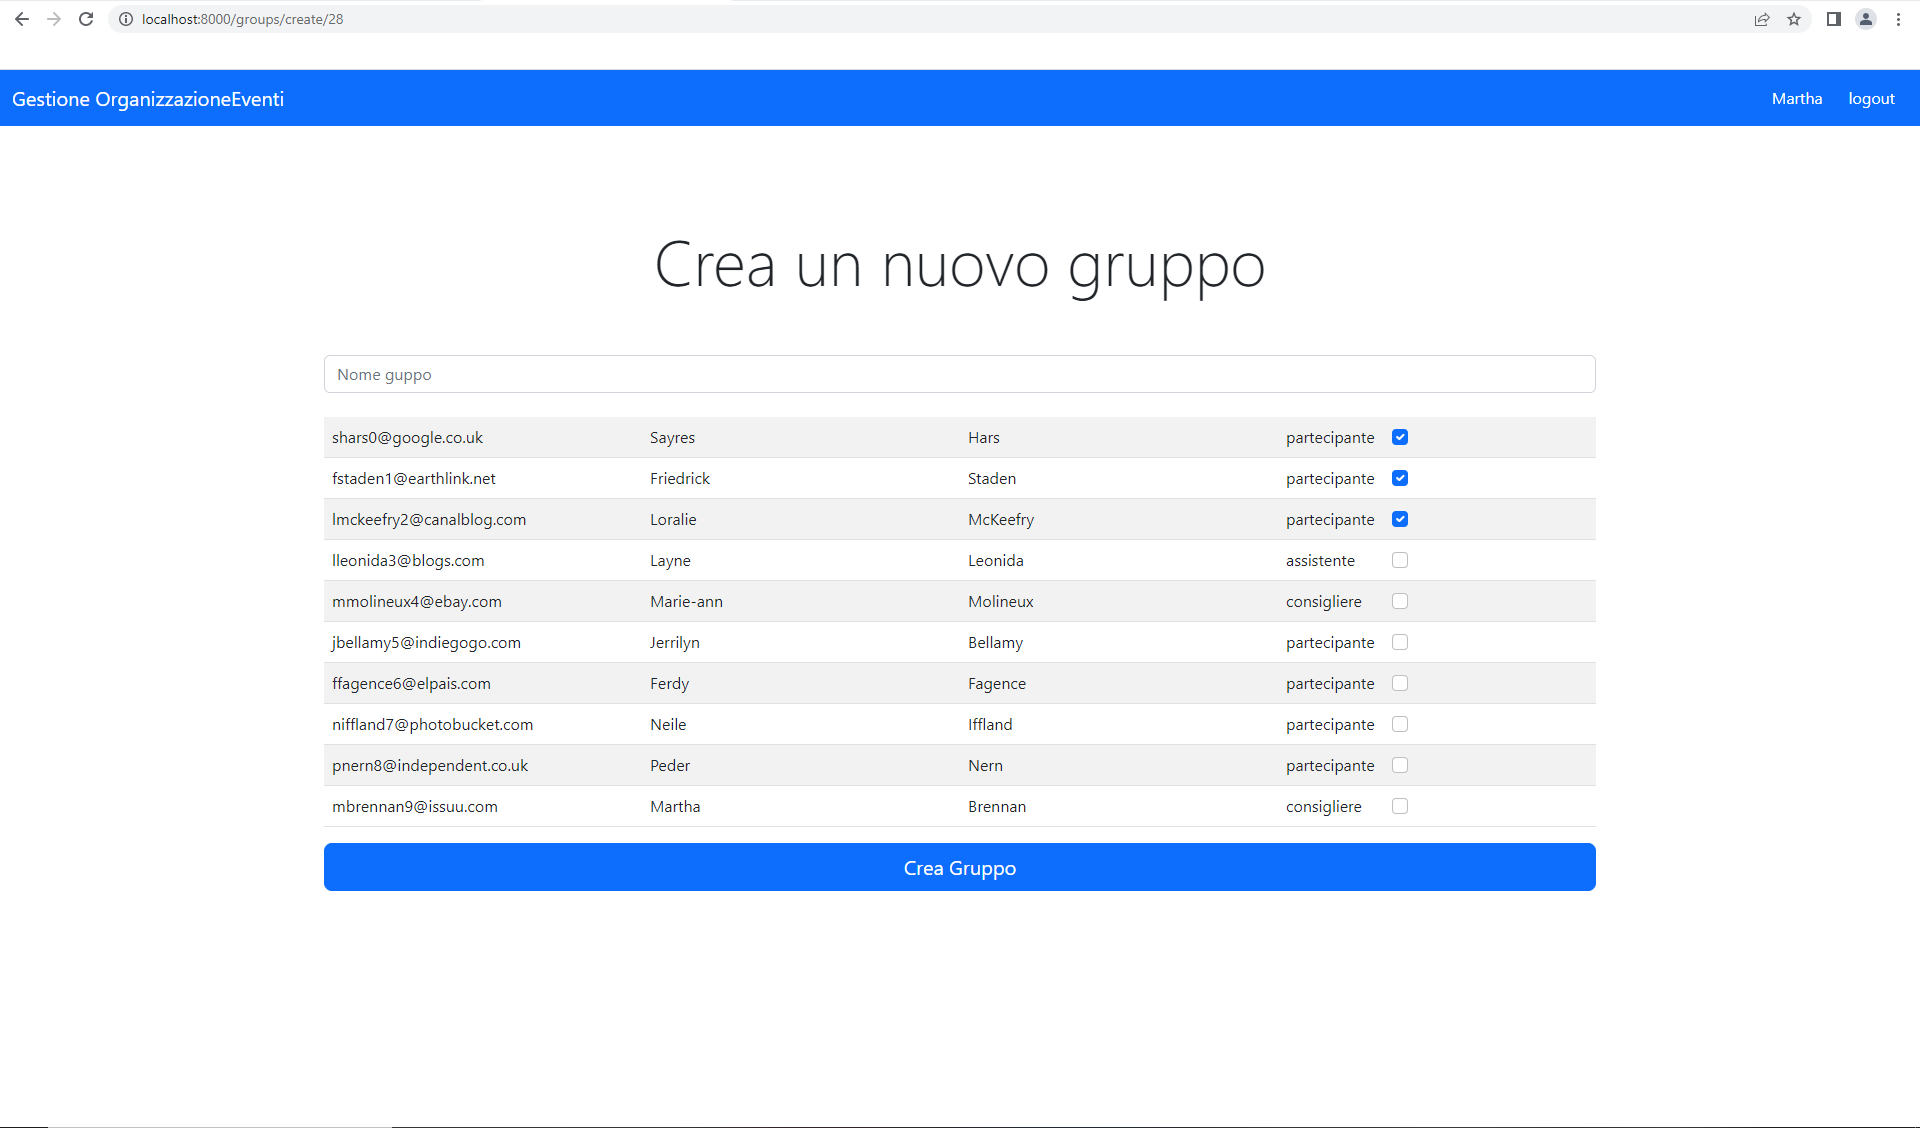 localhost:8000/groups/create/28
Gestione OrganizzazioneEventi Martha logout
Crea un nuovo gruppo
Nome guppo
shars0@google.co.uk Sayres Hars partecipante
fstaden1@earthlink.net Friedrick Staden partecipante
lmckeefry2@canalblog.com Loralie McKeefry partecipante
lleonida3@blogs.com Layne Leonida assistente
mmolineux4@ebay.com Marie-ann Molineux consigliere
jbellamy5@indiegogo.com Jerrilyn Bellamy partecipante
ffagence6@elpais.com Ferdy Fagence partecipante
niffland7@photobucket.com Neile Iffland partecipante
pnern8@independent.co.uk Peder Nern partecipante
mbrennan9@issuu.com Martha Brennan consigliere
Crea Gruppo